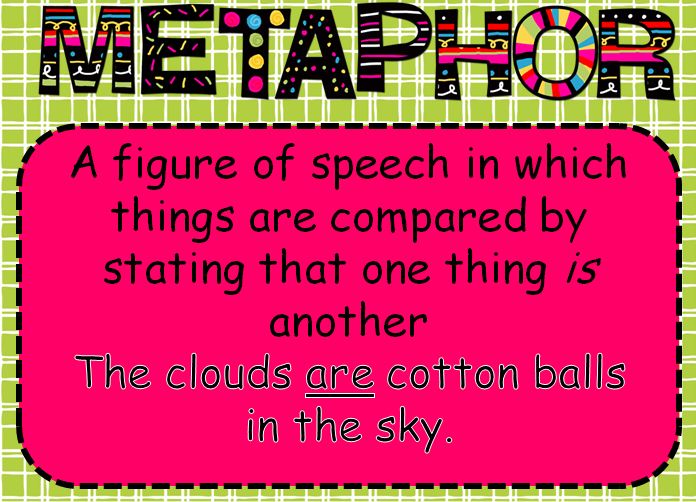 METAPHOR
A figure of speech in which
things are compared by
stating that one thing is
another
The clouds are cotton balls
in the sky.